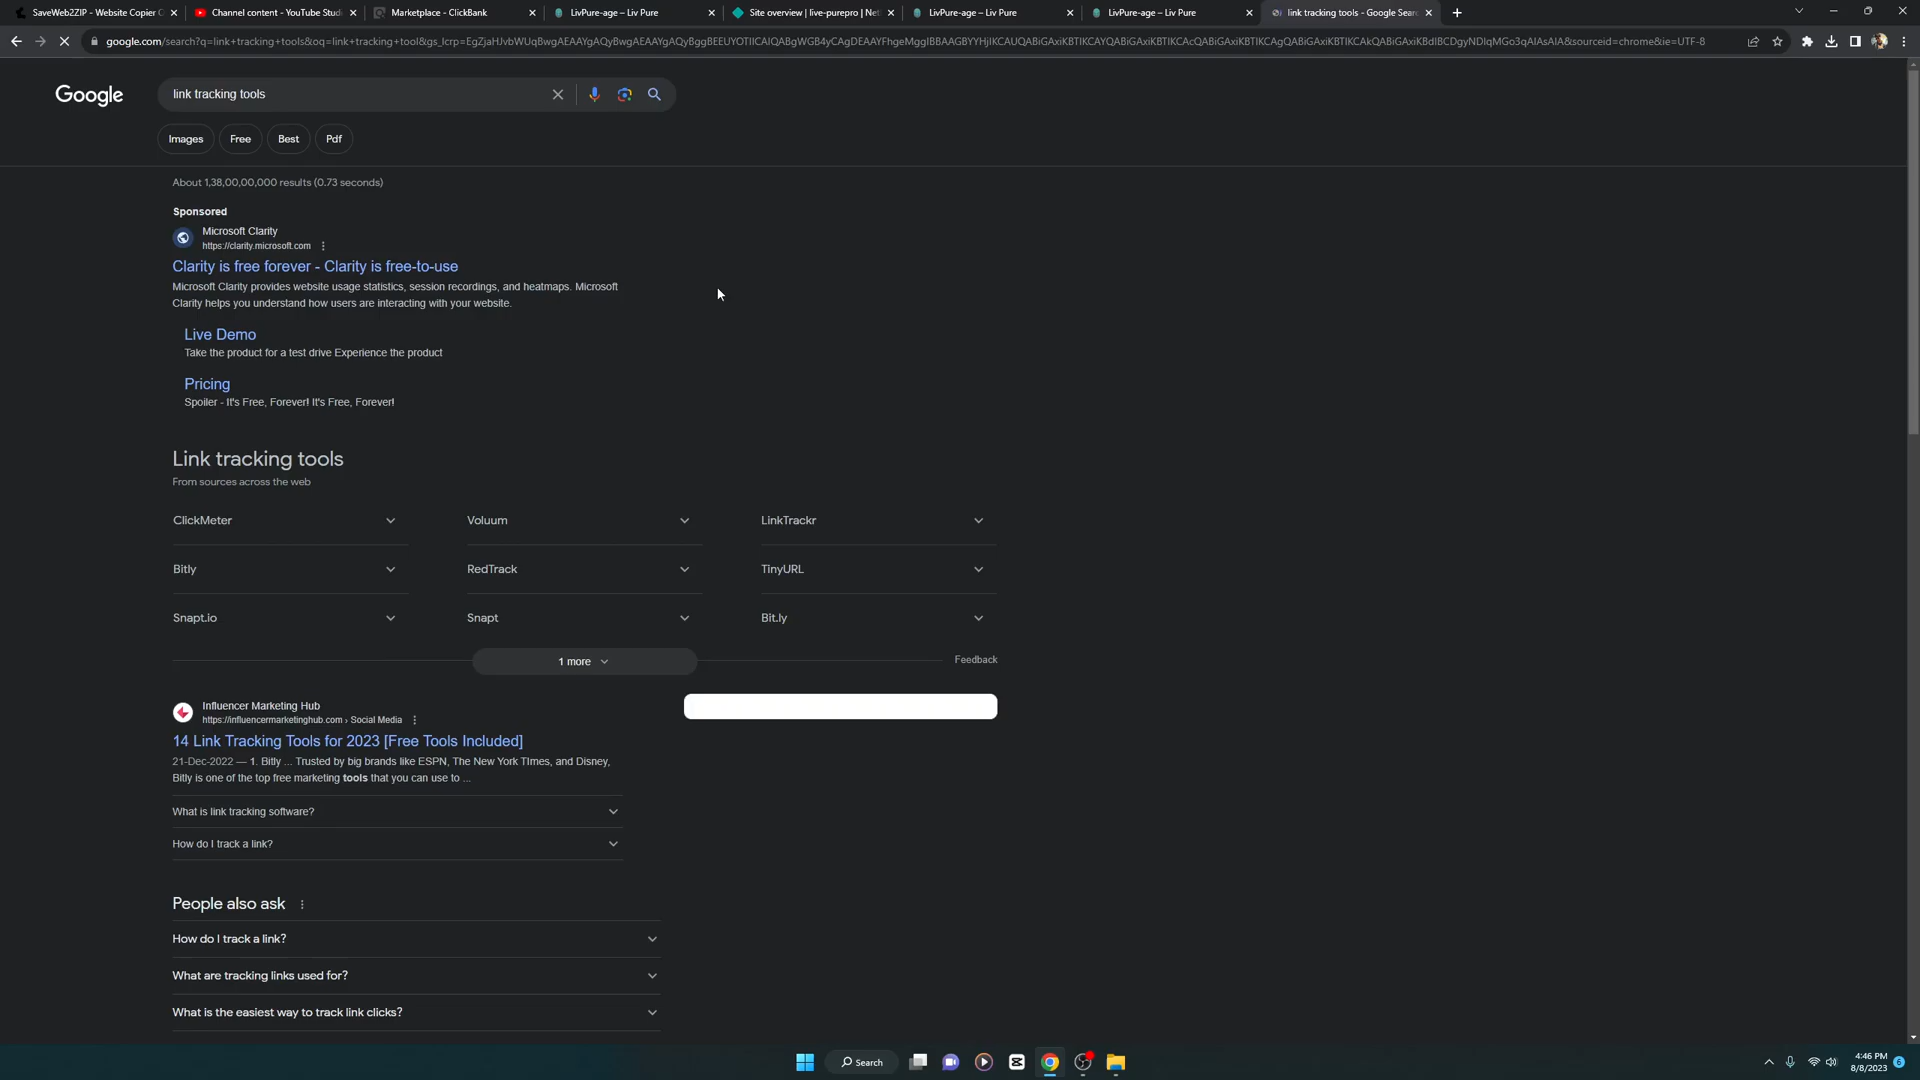 SaveWeb2ZIP - Website Copier O
Channel content - YouTube Stud
Marketplace - ClickBank
LivPure-age – Liv Pure
Site overview | live-purepro | Net
LivPure-age – Liv Pure
LivPure-age – Liv Pure
link tracking tools - Google Sear
Google
link tracking tools
Images
Free
Best
Pdf
About 1,38,00,00,000 results (0.73 seconds)
Sponsored
Microsoft Clarity
https://clarity.microsoft.com
Clarity is free forever - Clarity is free-to-use
Microsoft Clarity provides website usage statistics, session recordings, and heatmaps. Microsoft
Clarity helps you understand how users are interacting with your website.
Live Demo
Take the product for a test drive Experience the product
Pricing
Spoiler - It's Free, Forever! It's Free, Forever!
Link tracking tools
From sources across the web
ClickMeter
Voluum
LinkTrackr
Bitly
RedTrack
TinyURL
Snapt.io
Snapt
Bit.ly
1 more
Feedback
Influencer Marketing Hub
https://influencermarketinghub.com › Social Media
14 Link Tracking Tools for 2023 [Free Tools Included]
21-Dec-2022 — 1. Bitly ... Trusted by big brands like ESPN, The New York TImes, and Disney,
Bitly is one of the top free marketing tools that you can use to ...
What is link tracking software?
How do I track a link?
People also ask
How do I track a link?
What are tracking links used for?
What is the easiest way to track link clicks?
Search
4:46 PM
8/8/2023
6